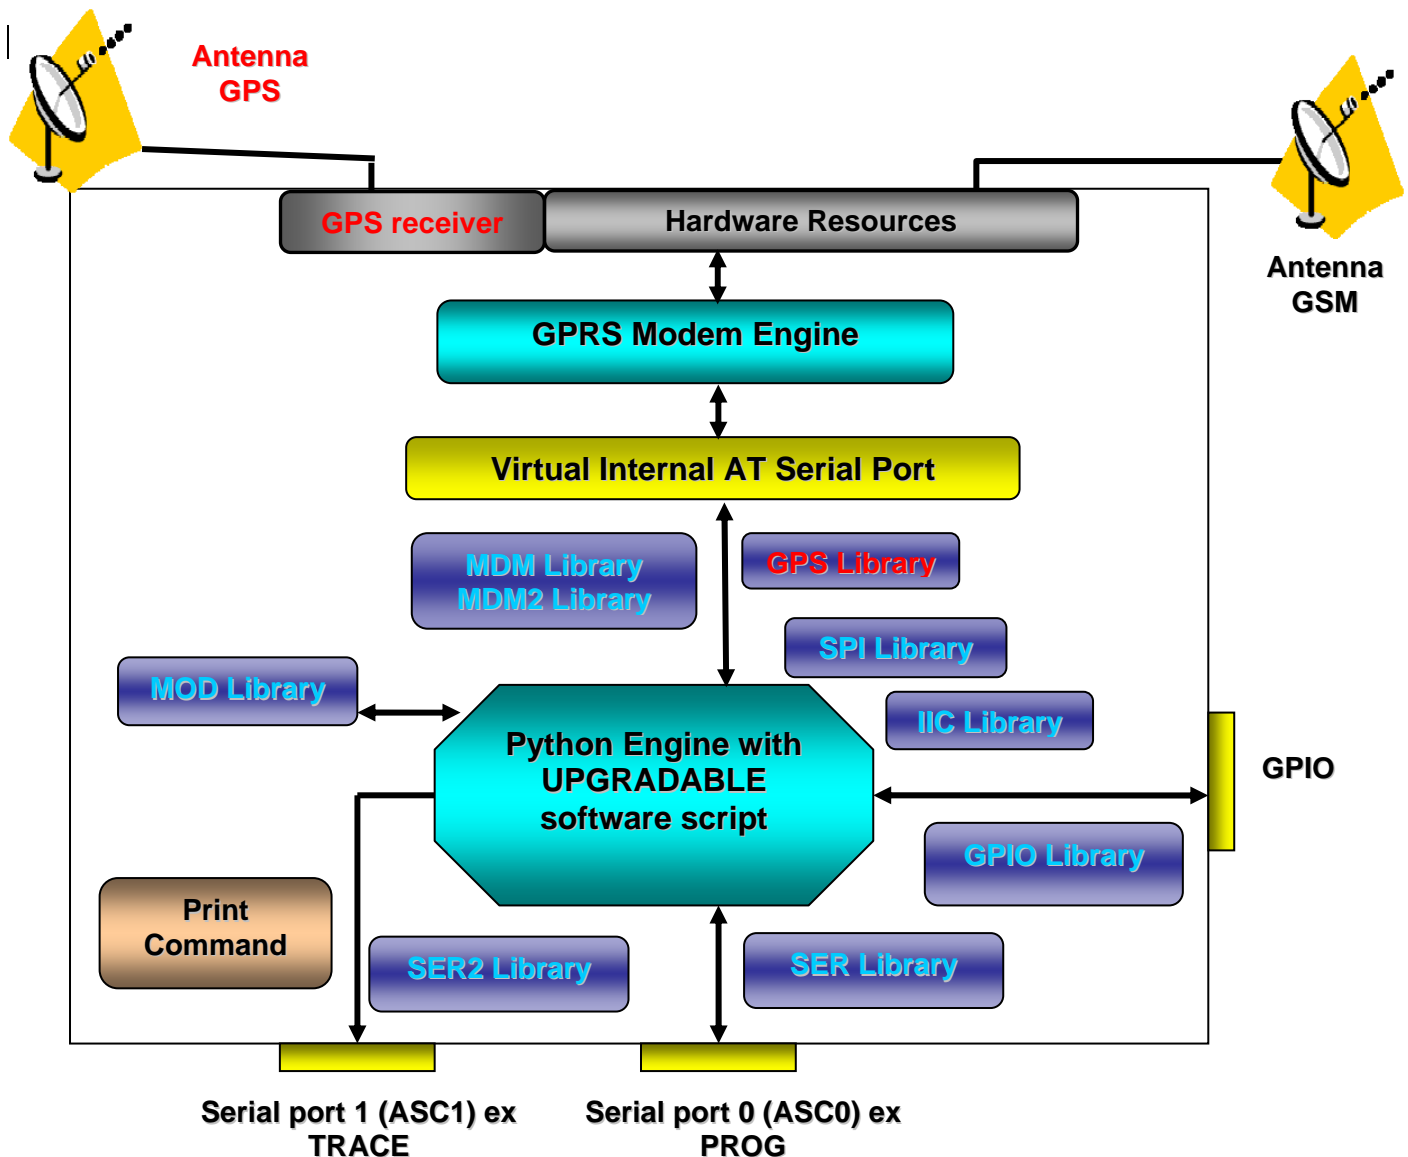 Antenna
GPS
GPS receiver
Hardware Resources
Antenna
GSM
GPRS Modem Engine
Virtual Internal AT Serial Port
MDM Library
MDM2 Library
GPS Library
SPI Library
MOD Library
IIC Library
Python Engine with
UPGRADABLE
software script
GPIO
GPIO Library
Print
Command
SER2 Library
SER Library
Serial port 1 (ASC1) ex
TRACE
Serial port 0 (ASC0) ex
PROG